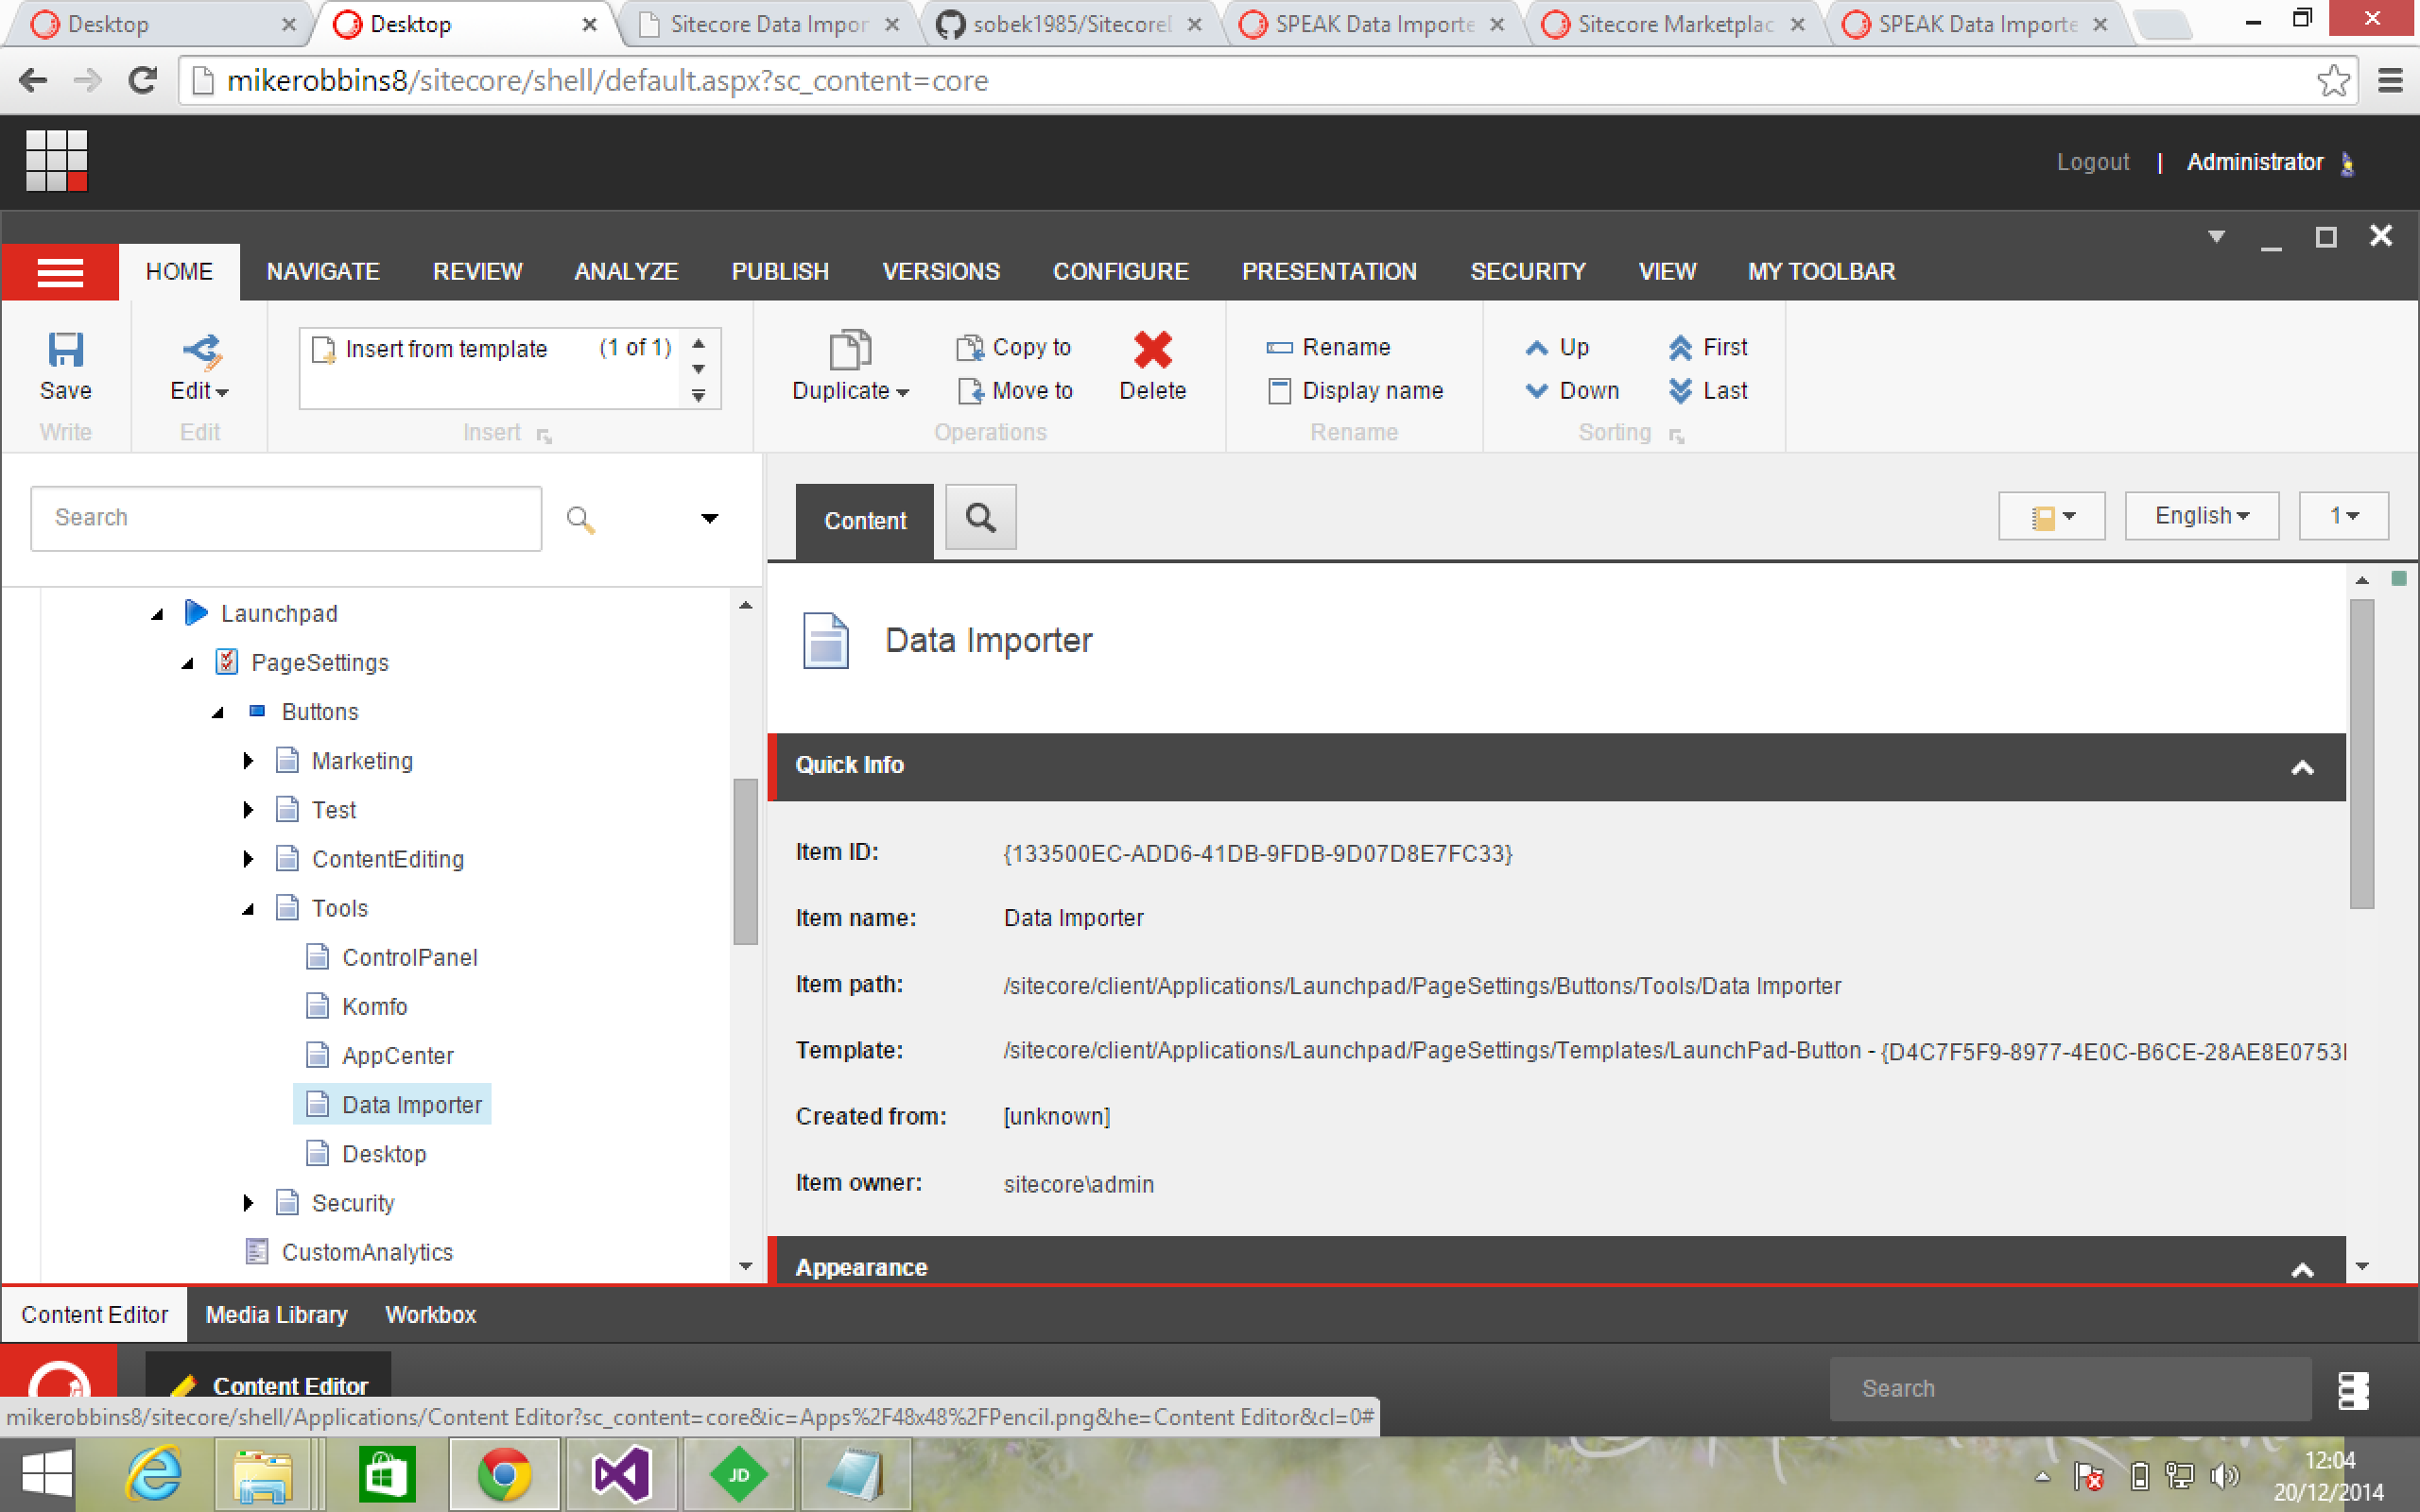 Desktop
Desktop
Sitecore Data Impor
sobek1985/Sitecore
SPEAK Data Importe
Sitecore Marketplac
SPEAK Data Importe
mikerobbins8/sitecore/shell/default.aspx?sc_content=core
Logout | Administrator
HOME NAVIGATE REVIEW ANALYZE PUBLISH VERSIONS CONFIGURE PRESENTATION SECURITY VIEW MY TOOLBAR
Save
Write
Edit
Edit
Insert from template (1 of 1)
Insert
Duplicate
Copy to
Move to
Delete
Operations
Rename
Display name
Rename
Up
Down
First
Last
Sorting
Search
Launchpad
PageSettings
Buttons
Marketing
Test
ContentEditing
Tools
ControlPanel
Komfo
AppCenter
Data Importer
Desktop
Security
CustomAnalytics
Content
English
1
Data Importer
Quick Info
Item ID: {133500EC-ADD6-41DB-9FDB-9D07D8E7FC33}
Item name: Data Importer
Item path: /sitecore/client/Applications/Launchpad/PageSettings/Buttons/Tools/Data Importer
Template: /sitecore/client/Applications/Launchpad/PageSettings/Templates/LaunchPad-Button - {D4C7F5F9-8977-4E0C-B6CE-28AE8E0753
Created from: [unknown]
Item owner: sitecore\admin
Appearance
Content Editor Media Library Workbox
Content Editor
Search
mikerobbins8/sitecore/shell/Applications/Content Editor?sc_content=core&ic=Apps%2F48x48%2FPencil.png&he=Content Editor&cl=0#
JD
12:04
20/12/2014